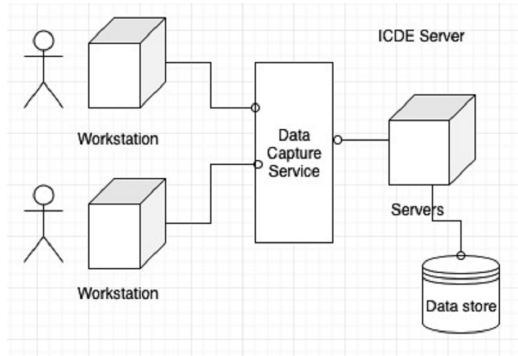 ICDE Server
Workstation
Data
Capture
Service
Servers
Workstation
Data store